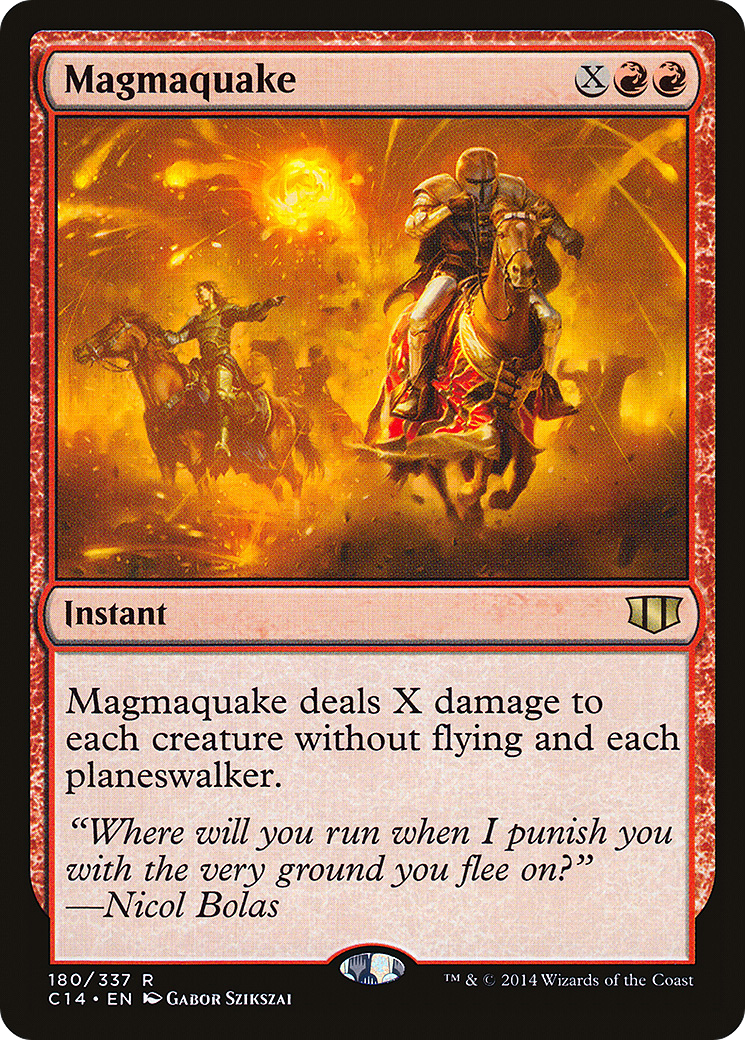 Magmaquake X
Instant
Magmaquake deals X damage to
each creature without flying and each
planeswalker.
“Where will you run when I punish you
with the very ground you flee on?”
—Nicol Bolas
180/337 R
™ & © 2014 Wizards of the Coast
C14 • EN Gabor Szikszai